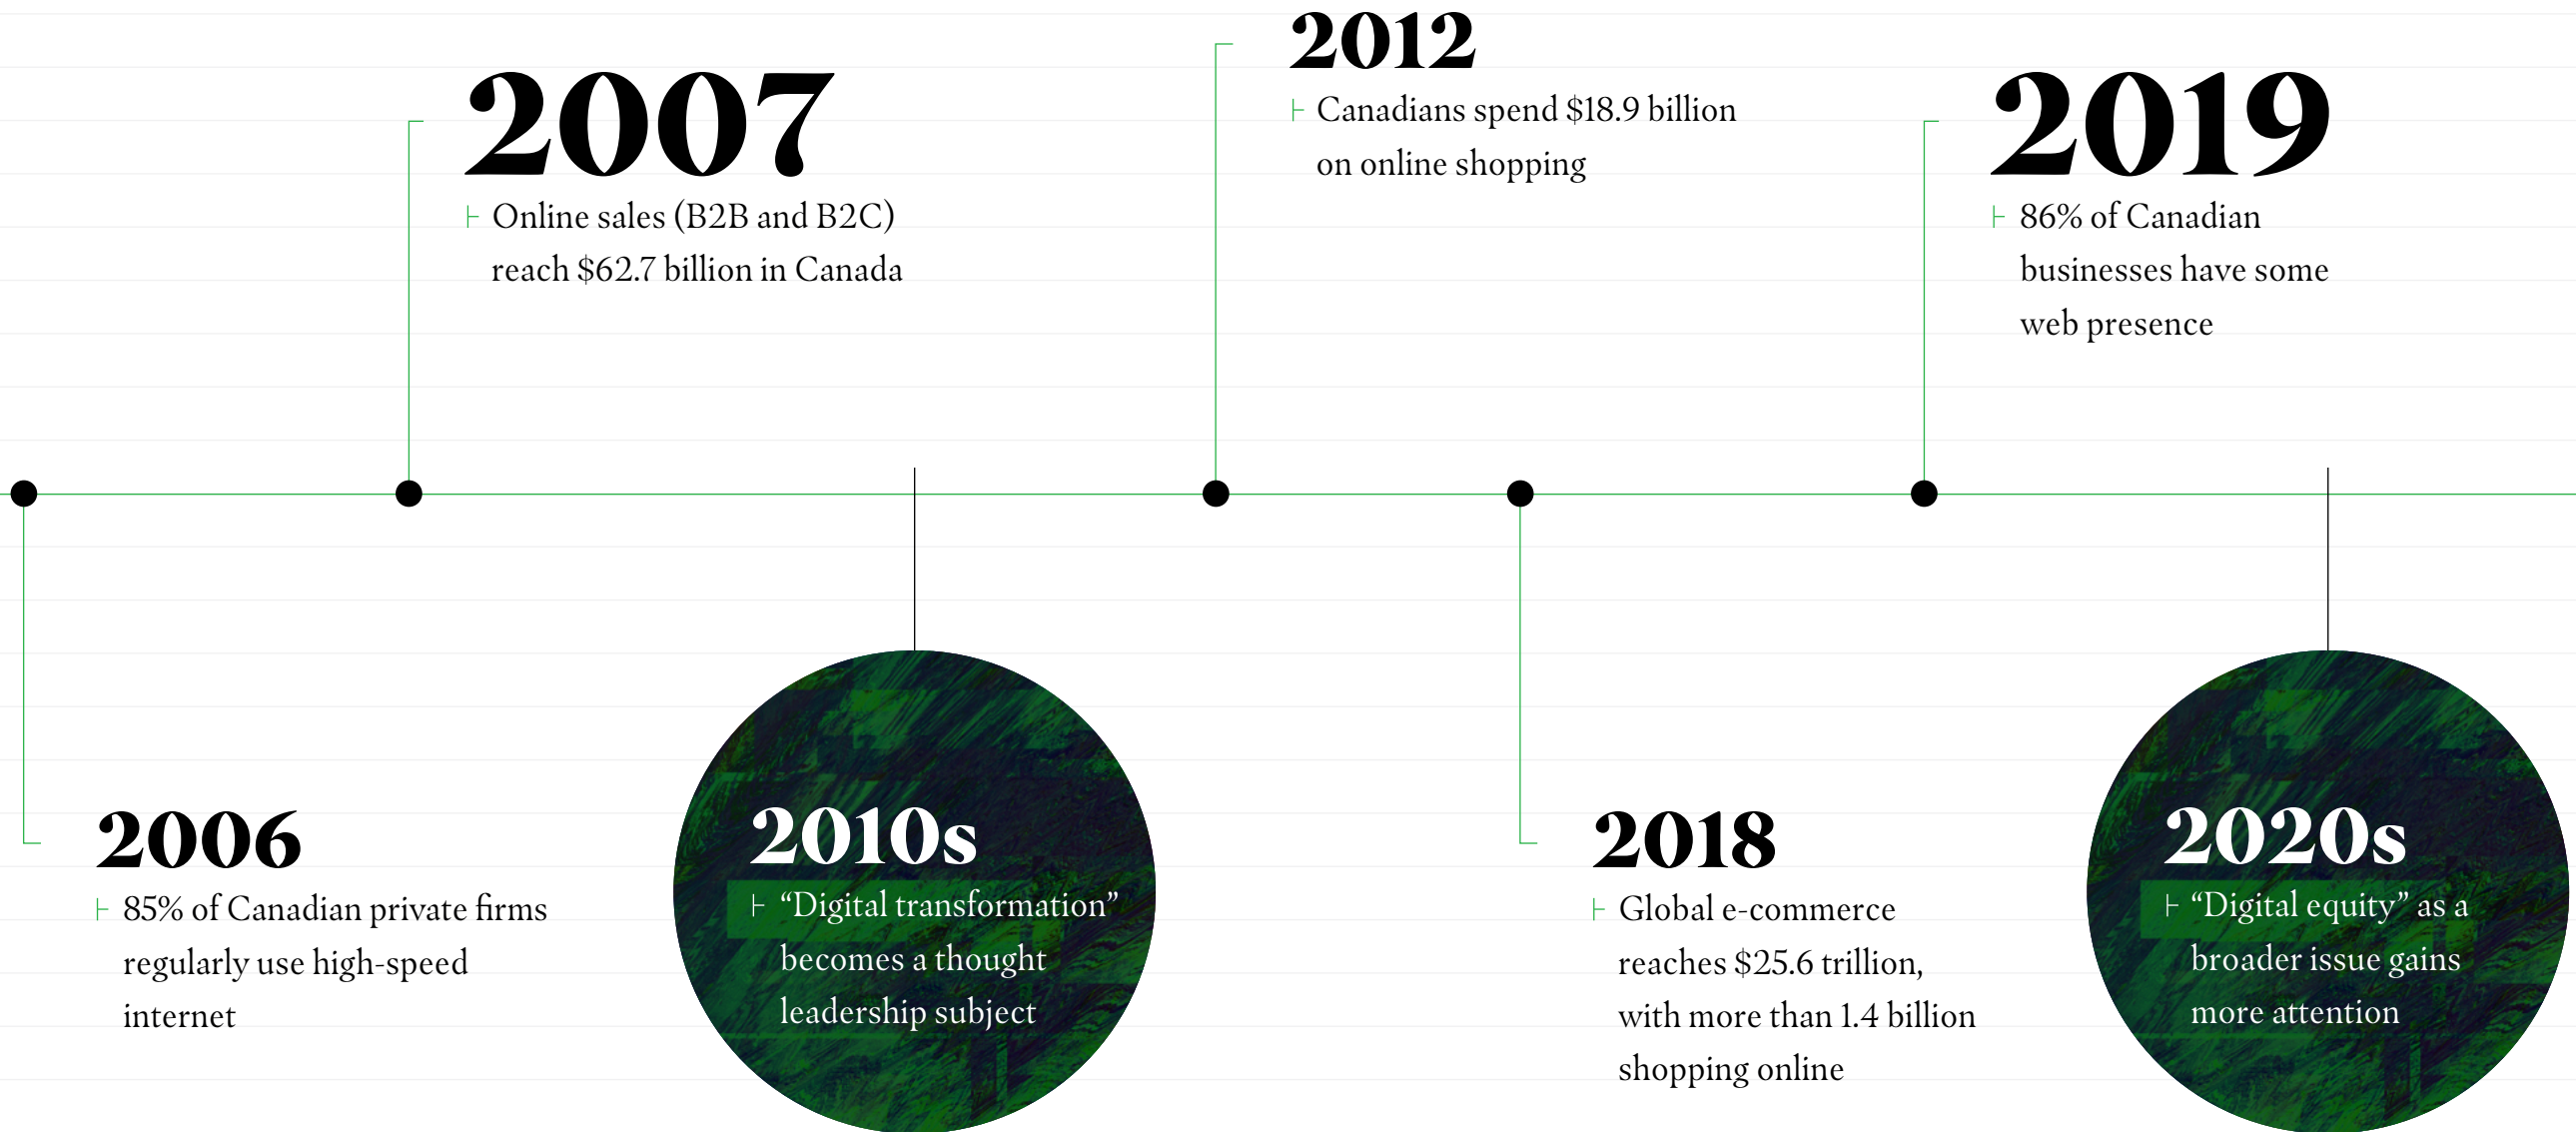 2006
85% of Canadian private firms
regularly use high-speed
internet
2007
Online sales (B2B and B2C)
reach $62.7 billion in Canada
2010s
“Digital transformation”
becomes a thought
leadership subject
2012
Canadians spend $18.9 billion
on online shopping
2018
Global e-commerce
reaches $25.6 trillion,
with more than 1.4 billion
shopping online
2019
86% of Canadian
businesses have some
web presence
2020s
“Digital equity” as a
broader issue gains
more attention